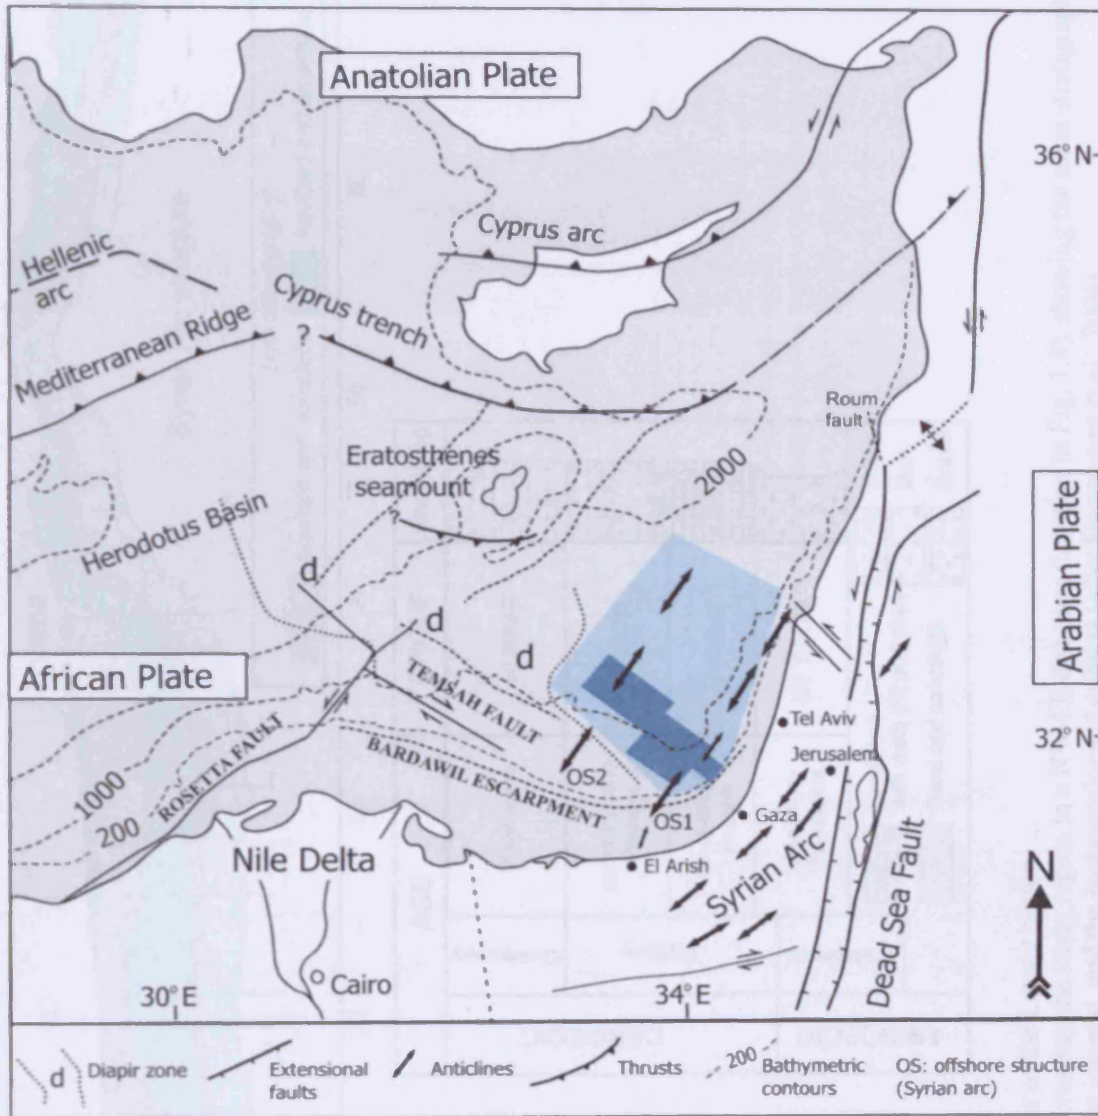 Anatolian Plate
36° N
Cyprus arc
Hellenic
arc
Cyprus trench
Mediterranean Ridge
?
Roum
fault
2000
Eratosthenes
seamount
?
Herodotus Basin
Arabian Plate
d
d
d
African Plate
TEMSAH FAULT
Tel Aviv
32° N
BARDAWIL ESCARPMENT
Jerusalem
OS2
ROSETTA FAULT
1000
200
OS1
Gaza
El Arish
Nile Delta
Syrian Arc
Dead Sea Fault
N
Cairo
30° E
34° E
d
Diapir zone
Extensional
faults
Anticlines
Thrusts
200
Bathymetric
contours
OS: offshore structure
(Syrian arc)